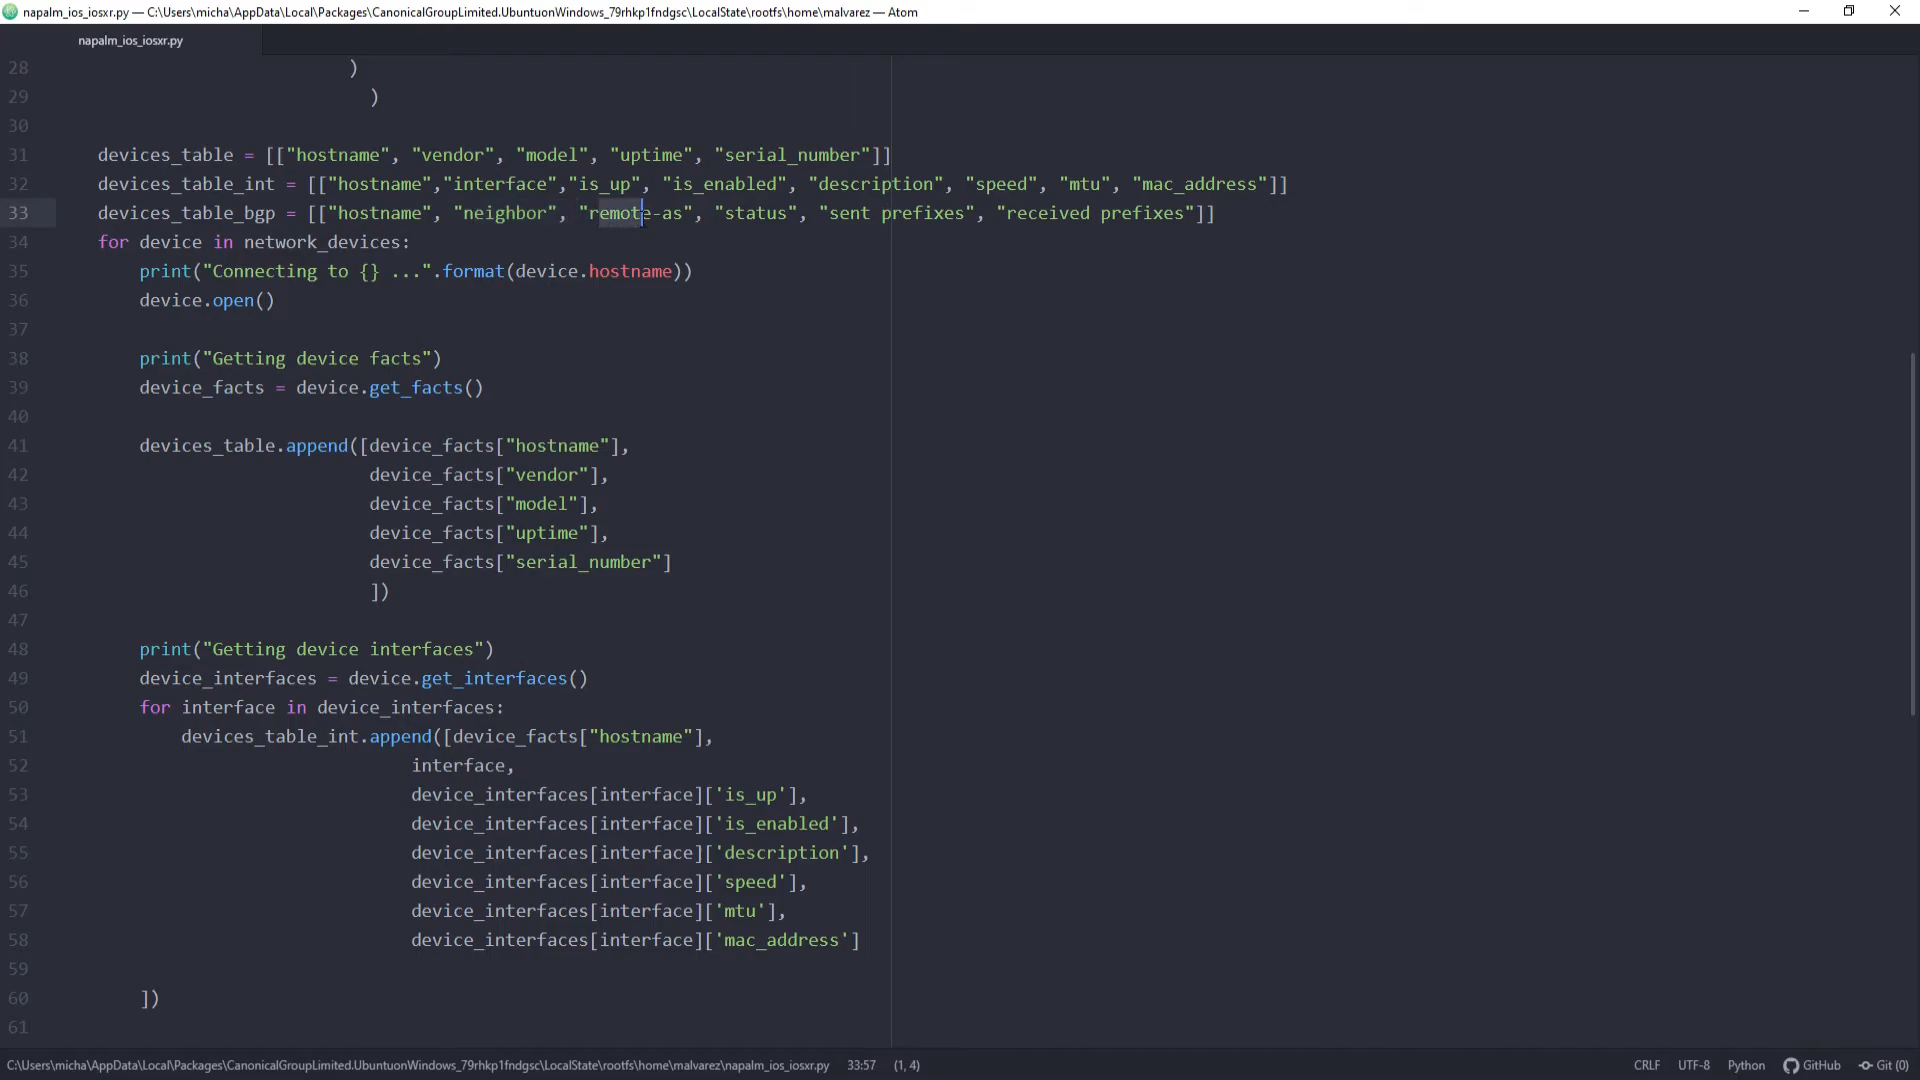 napalm_ios_iosxr.py — C:\Users\micha\AppData\Local\Packages\CanonicalGroupLimited.UbuntuonWindows_79rhkp1fndgsc\LocalState\rootfs\home\malvarez — Atom
napalm_ios_iosxr.py
28 )
29 )
30
31 devices_table = [["hostname", "vendor", "model", "uptime", "serial_number"]]
32 devices_table_int = [["hostname","interface","is_up", "is_enabled", "description", "speed", "mtu", "mac_address"]]
33 devices_table_bgp = [["hostname", "neighbor", "remote-as", "status", "sent prefixes", "received prefixes"]]
34 for device in network_devices:
35 print("Connecting to {} ...".format(device.hostname))
36 device.open()
37
38 print("Getting device facts")
39 device_facts = device.get_facts()
40
41 devices_table.append([device_facts["hostname"],
42 device_facts["vendor"],
43 device_facts["model"],
44 device_facts["uptime"],
45 device_facts["serial_number"]
46 ])
47
48 print("Getting device interfaces")
49 device_interfaces = device.get_interfaces()
50 for interface in device_interfaces:
51 devices_table_int.append([device_facts["hostname"],
52 interface,
53 device_interfaces[interface]['is_up'],
54 device_interfaces[interface]['is_enabled'],
55 device_interfaces[interface]['description'],
56 device_interfaces[interface]['speed'],
57 device_interfaces[interface]['mtu'],
58 device_interfaces[interface]['mac_address']
59
60 ])
61
C:\Users\micha\AppData\Local\Packages\CanonicalGroupLimited.UbuntuonWindows_79rhkp1fndgsc\LocalState\rootfs\home\malvarez\napalm_ios_iosxr.py 33:57 (1, 4) CRLF UTF-8 Python GitHub Git (0)